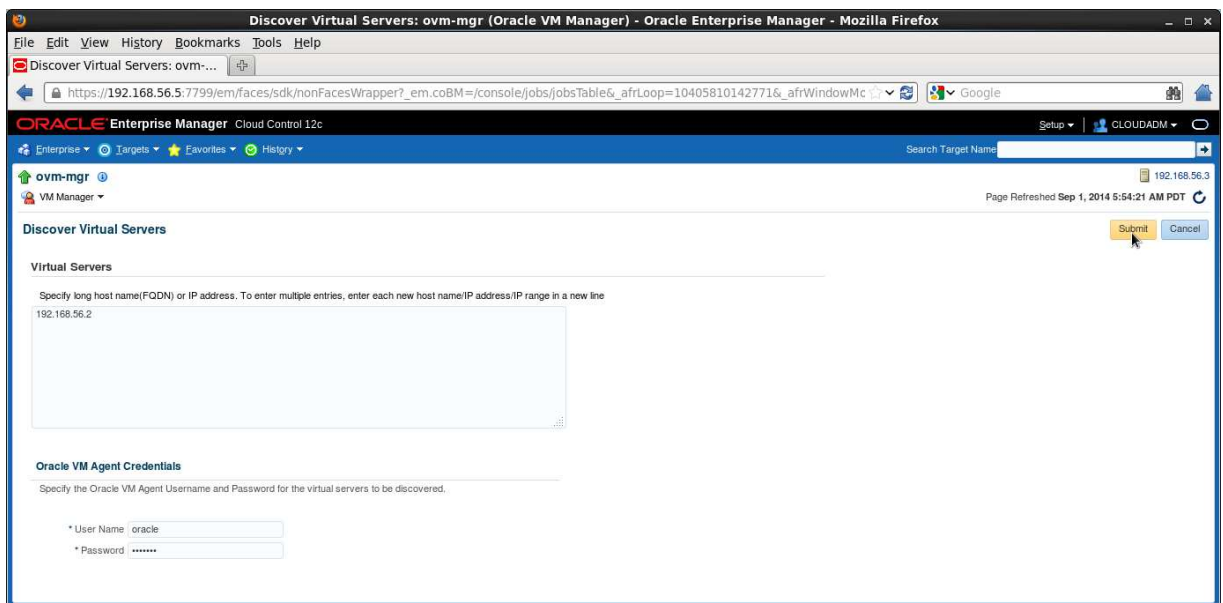 Discover Virtual Servers: ovm-mgr (Oracle VM Manager) - Oracle Enterprise Manager - Mozilla Firefox
File Edit View History Bookmarks Tools Help
Discover Virtual Servers: ovm-...
https://192.168.56.5:7799/em/faces/sdk/nonFacesWrapper?_em.coBM=/console/jobs/jobsTable&_afrLoop=10405810142771&_afrWindowMc Google
ORACLE Enterprise Manager Cloud Control 12c Setup CLOUDADM
Enterprise Targets Favorites History Search Target Name
ovm-mgr 192.168.56.3
VM Manager Page Refreshed Sep 1, 2014 5:54:21 AM PDT
Discover Virtual Servers Submit Cancel
Virtual Servers
Specify long host name(FQDN) or IP address. To enter multiple entries, enter each new host name/IP address/IP range in a new line
192.168.56.2
Oracle VM Agent Credentials
Specify the Oracle VM Agent Username and Password for the virtual servers to be discovered.
* User Name oracle
* Password •••••••